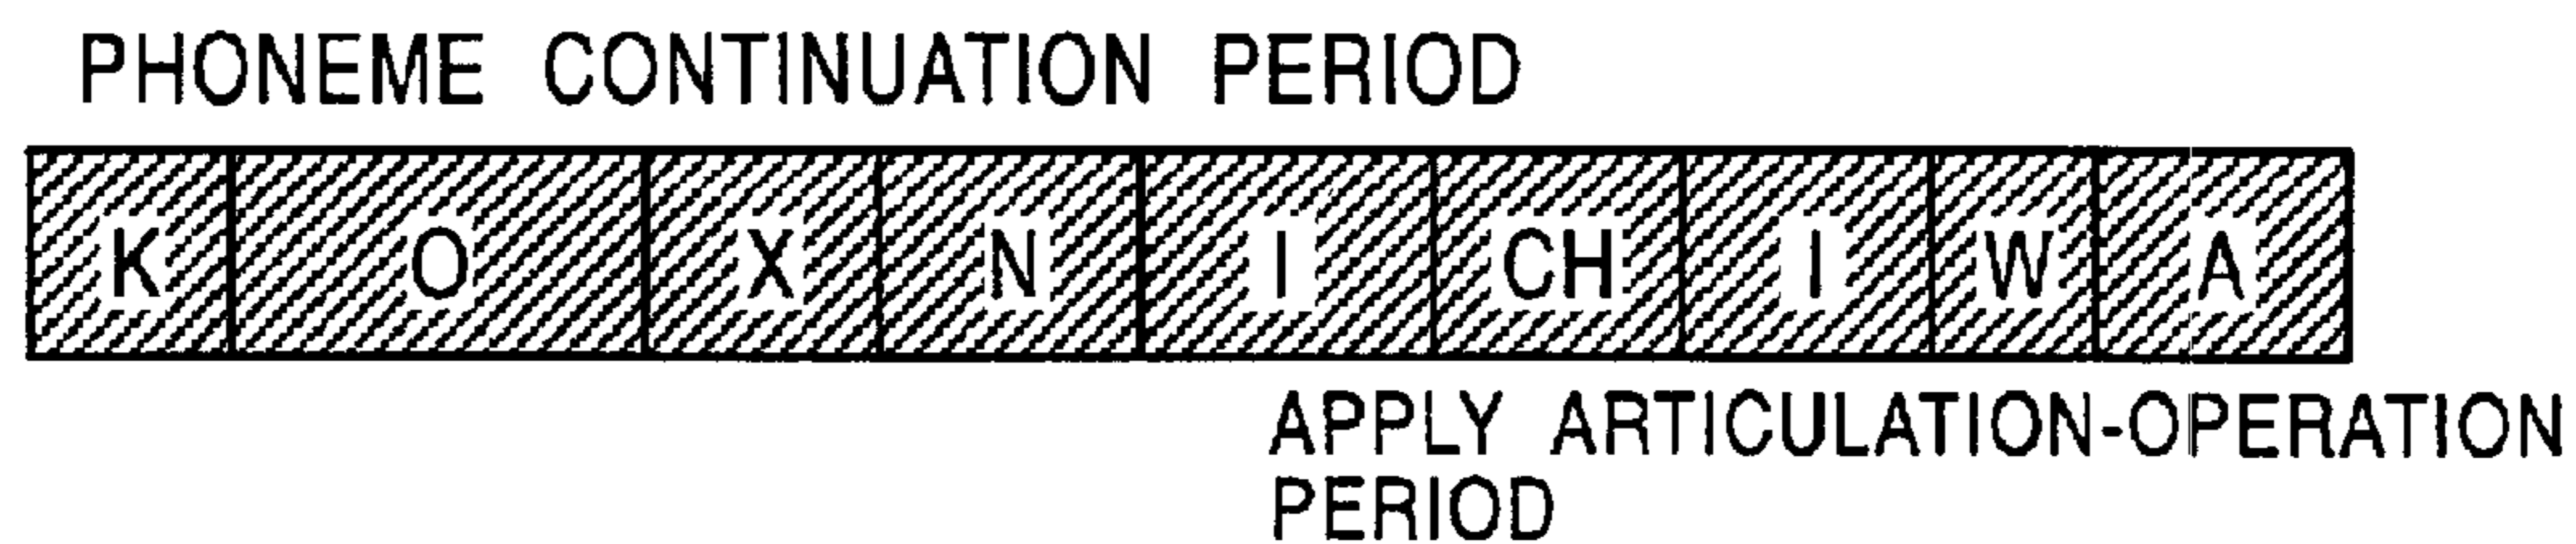 PHONEME CONTINUATION PERIOD
K O X N I CH I W A
APPLY ARTICULATION-OPERATION
PERIOD